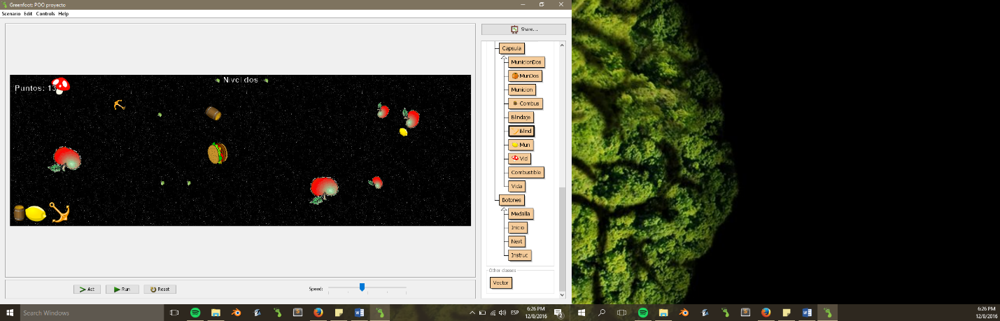 Greenfoot: POO proyecto
Scenario Edit Controls Help
Share...
Nivel dos
Puntos: 13
Capsula
MunicionDos
MunDos
Municion
Combus
Blindaje
Blind
Mun
Vid
Combustible
Vida
Botones
Medalla
Inicio
Next
Instruc
Other classes
Vector
Act
Run
Reset
Speed:
Search Windows
ESP
6:26 PM
12/8/2016
2
6:26 PM
12/8/2016